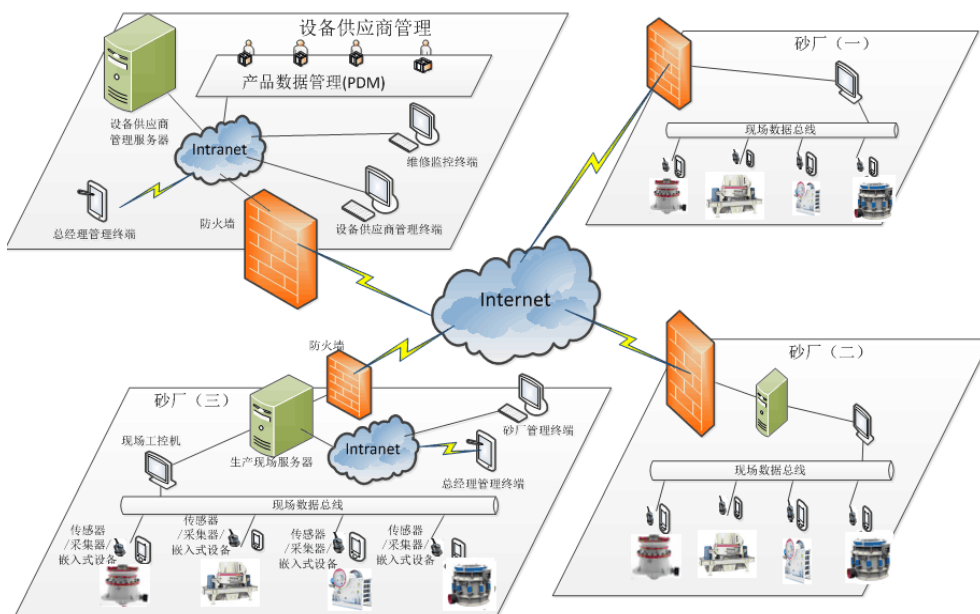 设备供应商管理
产品数据管理(PDM)
设备供应商
管理服务器
Intranet
维修监控终端
总经理管理终端
防火墙
设备供应商管理终端
砂厂（一）
现场数据总线
Internet
防火墙
砂厂（三）
现场工控机
生产现场服务器
Intranet
砂厂管理终端
总经理管理终端
现场数据总线
传感器
/采集器/
嵌入式设备
传感器
/采集器/
嵌入式设备
传感器
/采集器/
嵌入式设备
传感器
/采集器/
嵌入式设备
砂厂（二）
现场数据总线